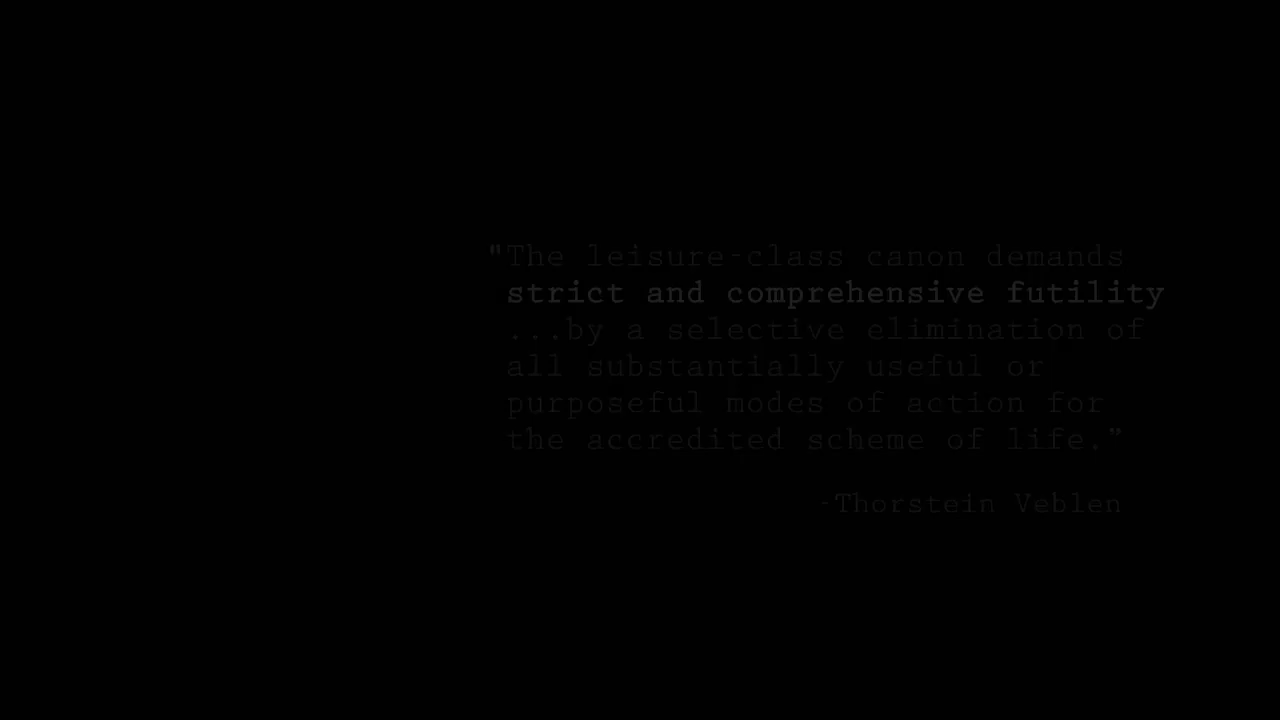 "The leisure-class canon demands
strict and comprehensive futility
...by a selective elimination of
all substantially useful or
purposeful modes of action for
the accredited scheme of life.”
-Thorstein Veblen